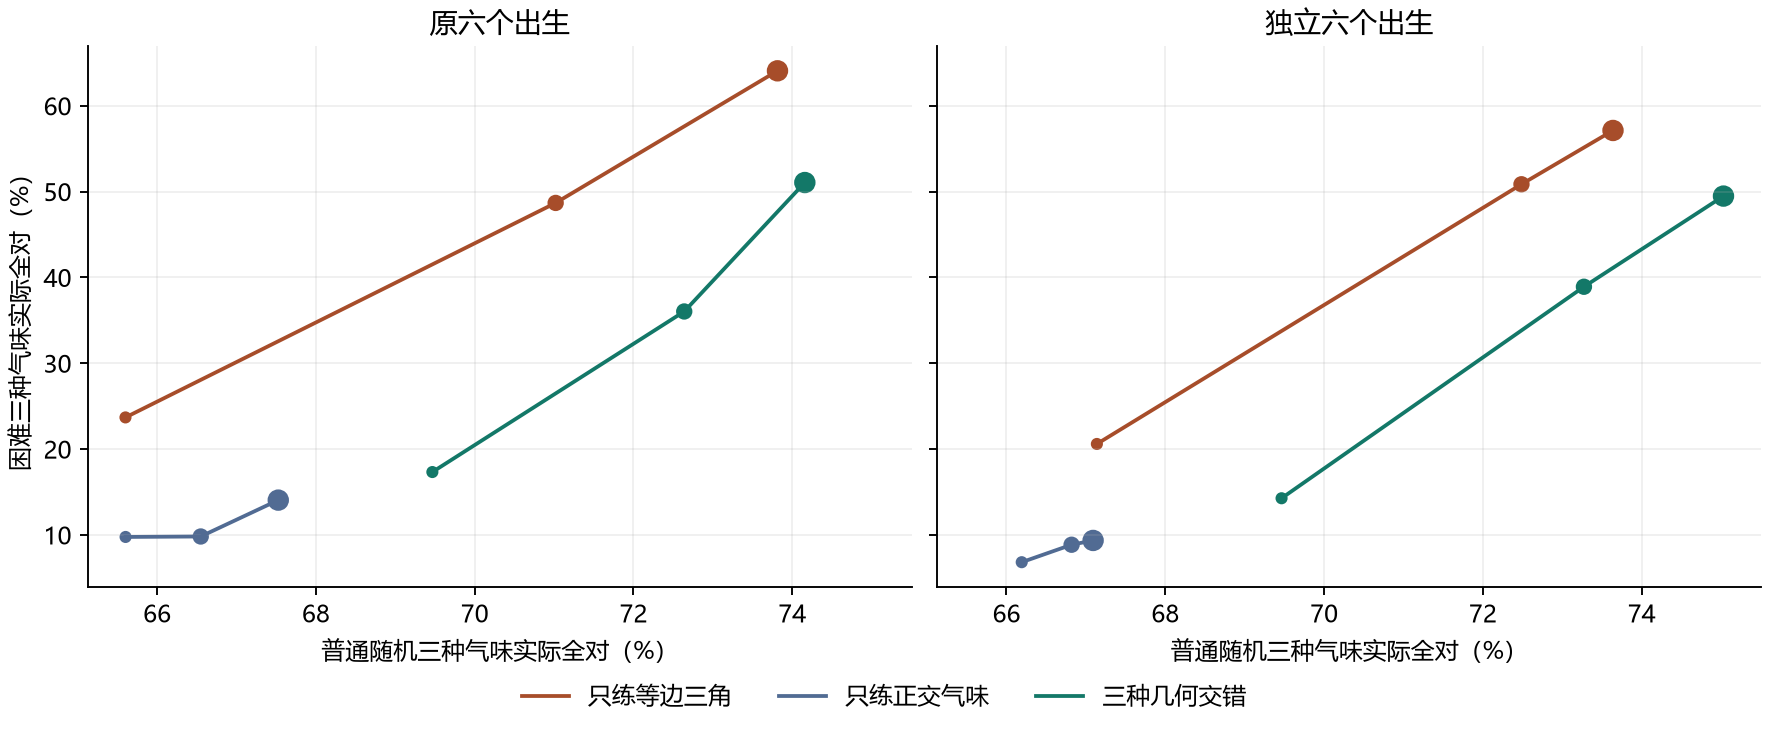 原六个出生
独立六个出生
困难三种气味实际全对（%）
60
50
40
30
20
10
66 68 70 72 74
66 68 70 72 74
普通随机三种气味实际全对（%）
普通随机三种气味实际全对（%）
只练等边三角 只练正交气味 三种几何交错